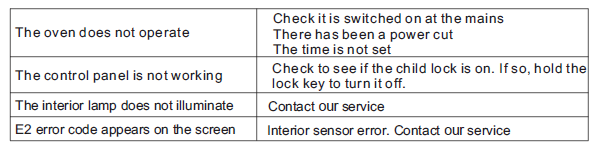 The oven does not operate
Check it is switched on at the mains
There has been a power cut
The time is not set
The control panel is not working
Check to see if the child lock is on. If so, hold the
lock key to turn it off.
The interior lamp does not illuminate
Contact our service
E2 error code appears on the screen
Interior sensor error. Contact our service